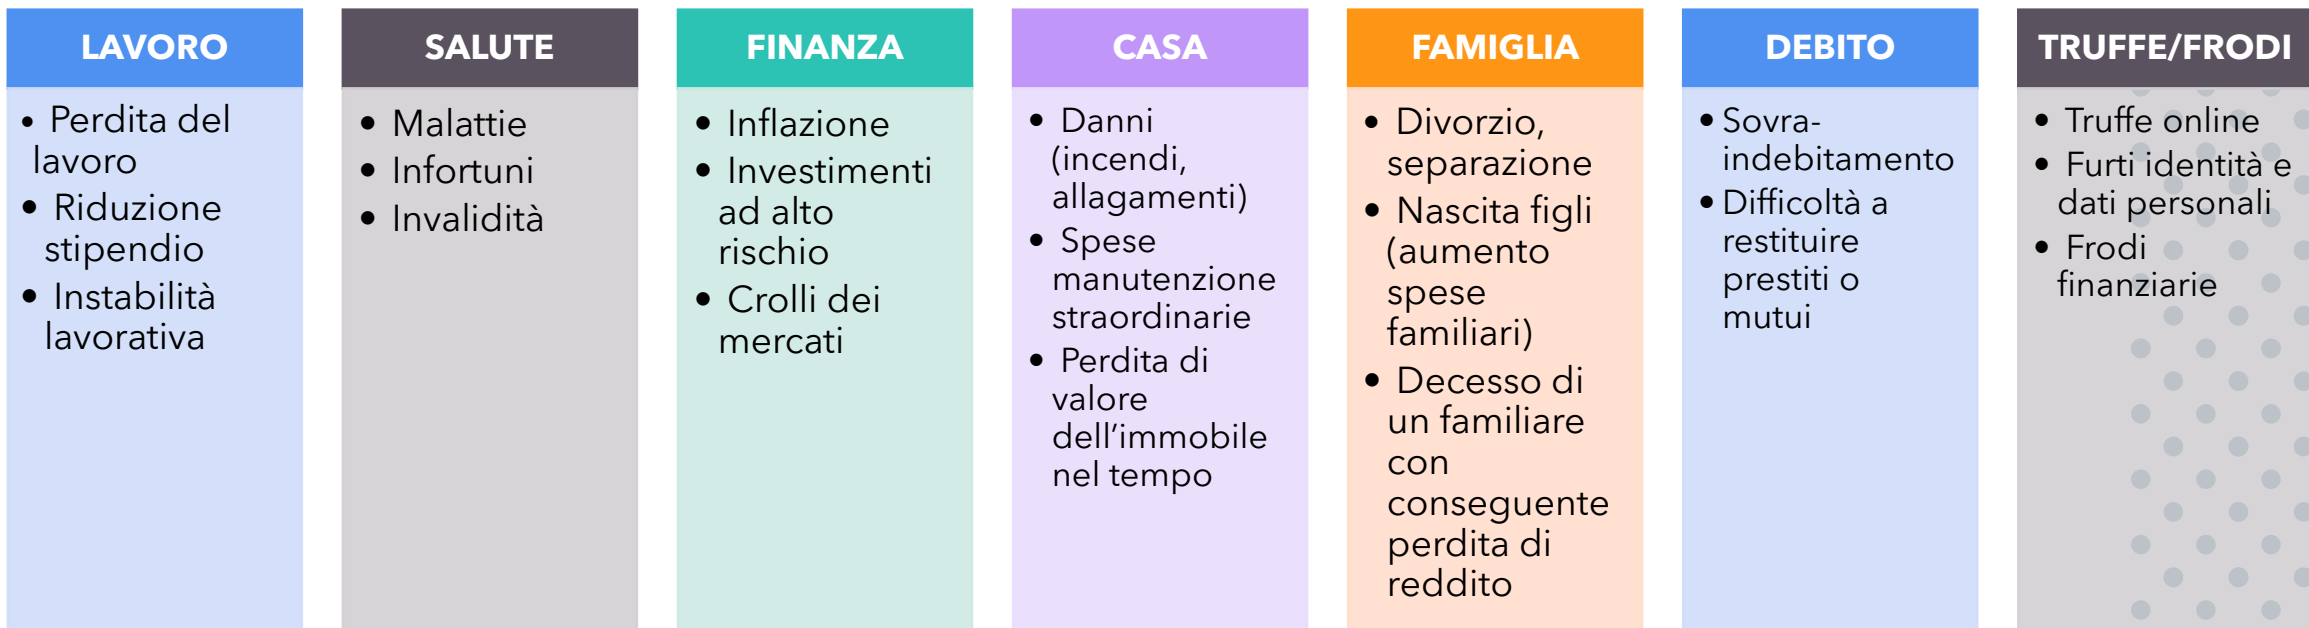 LAVORO
• Perdita del
lavoro
• Riduzione
stipendio
• Instabilità
lavorativa
SALUTE
• Malattie
• Infortuni
• Invalidità
FINANZA
• Inflazione
• Investimenti
ad alto
rischio
• Crolli dei
mercati
CASA
• Danni
(incendi,
allagamenti)
• Spese
manutenzione
straordinarie
• Perdita di
valore
dell’immobile
nel tempo
FAMIGLIA
• Divorzio,
separazione
• Nascita figli
(aumento
spese
familiari)
• Decesso di
un familiare
con
conseguente
perdita di
reddito
DEBITO
• Sovra-
indebitamento
• Difficoltà a
restituire
prestiti o
mutui
TRUFFE/FRODI
• Truffe online
• Furti identità e
dati personali
• Frodi
finanziarie